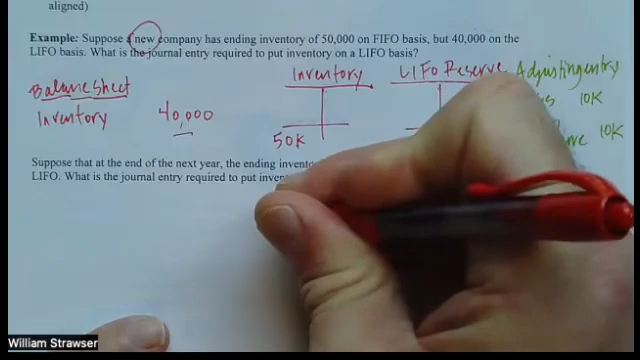 aligned)
Example: Suppose a new company has ending inventory of 50,000 on FIFO basis, but 40,000 on the
LIFO basis. What is the journal entry required to put inventory on a LIFO basis?
Inventory LIFO Reserve Adjusting entry
Balance Sheet
Inventory 40,000
10K
50K
10K
Suppose that at the end of the next year, the ending
LIFO. What is the journal entry required to put
William Strawser